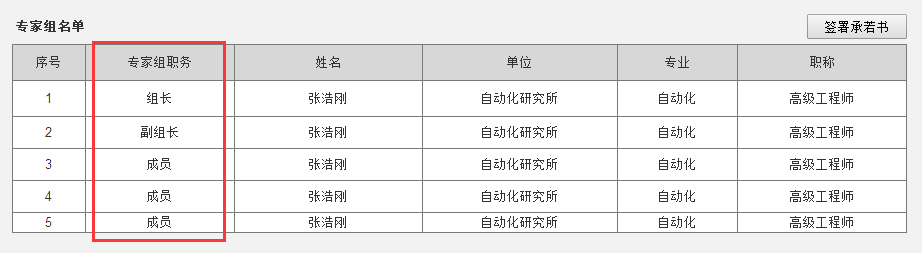 专家组名单 签署承若书
序号 专家组职务 姓名 单位 专业 职称
1 组长 张浩刚 自动化研究所 自动化 高级工程师
2 副组长 张浩刚 自动化研究所 自动化 高级工程师
3 成员 张浩刚 自动化研究所 自动化 高级工程师
4 成员 张浩刚 自动化研究所 自动化 高级工程师
5 成员 张浩刚 自动化研究所 自动化 高级工程师